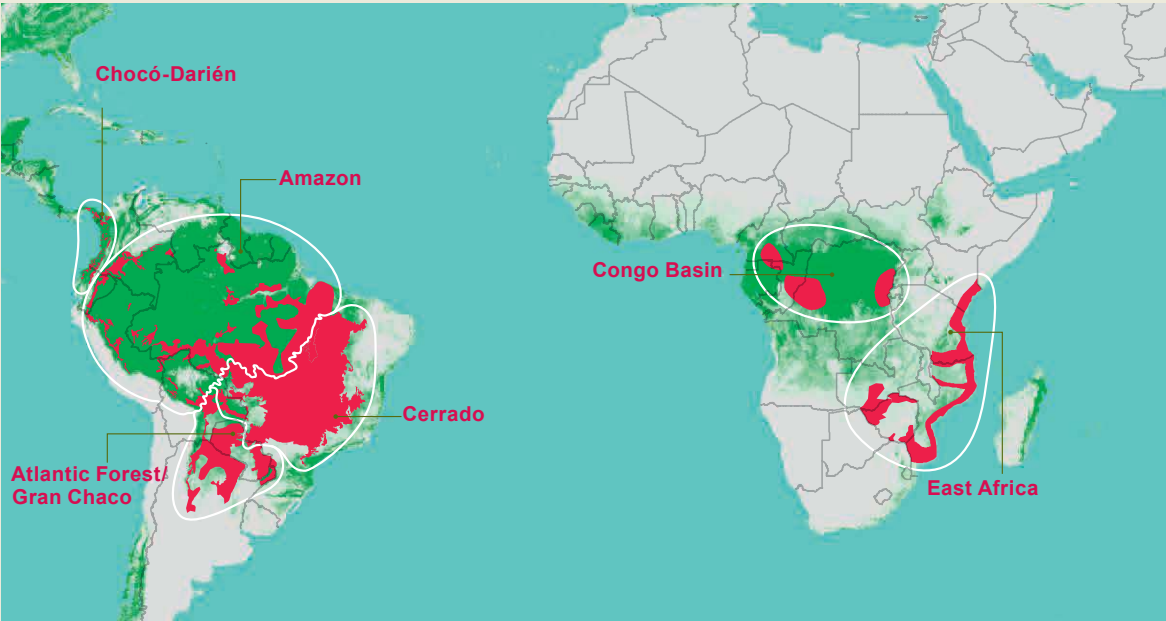 Chocó-Darién
Amazon
Congo Basin
Cerrado
Atlantic Forest/
Gran Chaco
East Africa